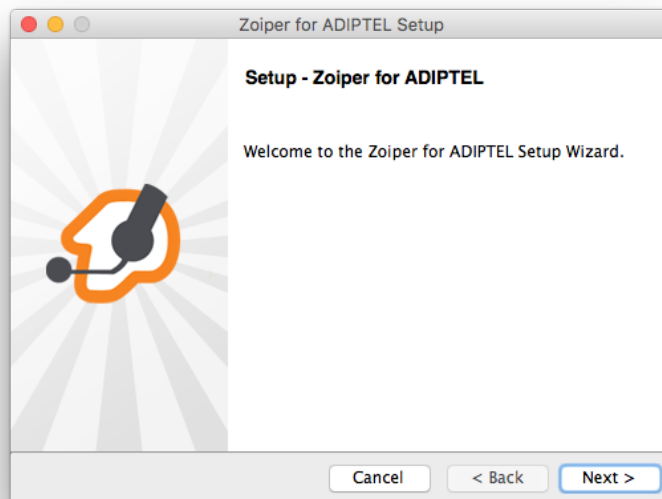 Zoiper for ADIPTEL Setup
Setup - Zoiper for ADIPTEL
Welcome to the Zoiper for ADIPTEL Setup Wizard.
Cancel < Back Next >